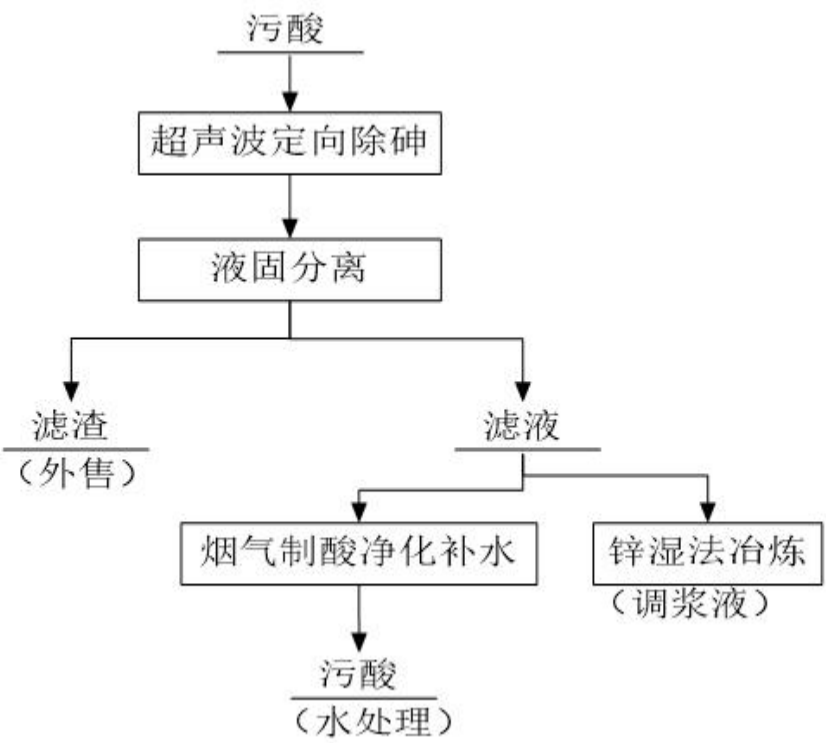 污酸
超声波定向除砷
液固分离
滤渣
（外售）
滤液
烟气制酸净化补水
锌湿法冶炼
（调浆液）
污酸
（水处理）